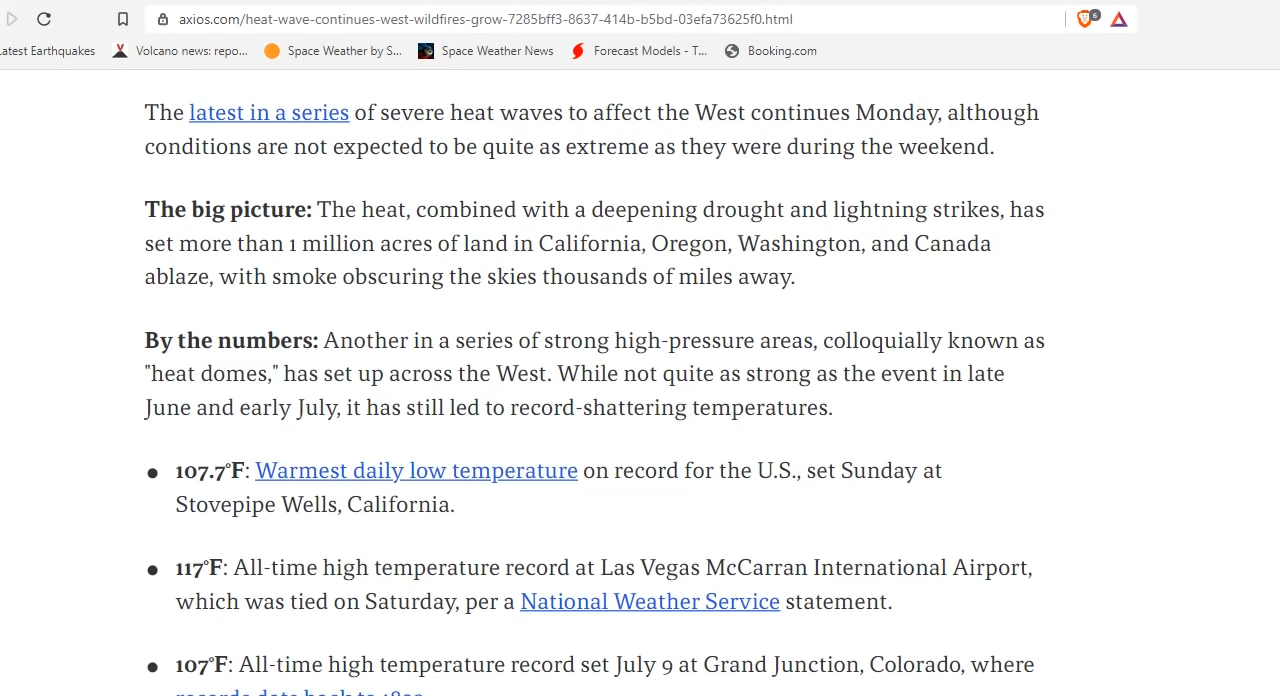 axios.com/heat-wave-continues-west-wildfires-grow-7285bff3-8637-414b-b5bd-03efa73625f0.html
6
atest Earthquakes Volcano news: repo... Space Weather by S... Space Weather News Forecast Models - T... Booking.com
The latest in a series of severe heat waves to affect the West continues Monday, although
conditions are not expected to be quite as extreme as they were during the weekend.
The big picture: The heat, combined with a deepening drought and lightning strikes, has
set more than 1 million acres of land in California, Oregon, Washington, and Canada
ablaze, with smoke obscuring the skies thousands of miles away.
By the numbers: Another in a series of strong high-pressure areas, colloquially known as
"heat domes," has set up across the West. While not quite as strong as the event in late
June and early July, it has still led to record-shattering temperatures.
107.7°F: Warmest daily low temperature on record for the U.S., set Sunday at
Stovepipe Wells, California.
117°F: All-time high temperature record at Las Vegas McCarran International Airport,
which was tied on Saturday, per a National Weather Service statement.
107°F: All-time high temperature record set July 9 at Grand Junction, Colorado, where
records date back to